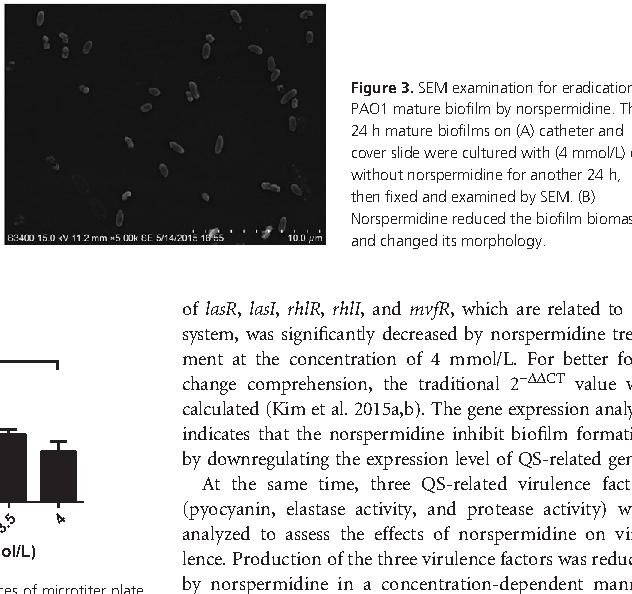 S3400 15.0 kV 11.2 mm ×5.00k SE 5/14/2015 16:55 10.0 µm
Figure 3. SEM examination for eradication
PAO1 mature biofilm by norspermidine. Th
24 h mature biofilms on (A) catheter and
cover slide were cultured with (4 mmol/L) o
without norspermidine for another 24 h,
then fixed and examined by SEM. (B)
Norspermidine reduced the biofilm biomas
and changed its morphology.
of lasR, lasI, rhlR, rhlI, and mvfR, which are related to
system, was significantly decreased by norspermidine tre
ment at the concentration of 4 mmol/L. For better fo
change comprehension, the traditional 2−ΔΔCT value w
calculated (Kim et al. 2015a,b). The gene expression analy
indicates that the norspermidine inhibit biofilm formati
by downregulating the expression level of QS-related gen
At the same time, three QS-related virulence fact
(pyocyanin, elastase activity, and protease activity) w
analyzed to assess the effects of norspermidine on vir
lence. Production of the three virulence factors was reduc
by norspermidine in a concentration-dependent mann
3.5 4
ol/L)
ces of microtiter plate